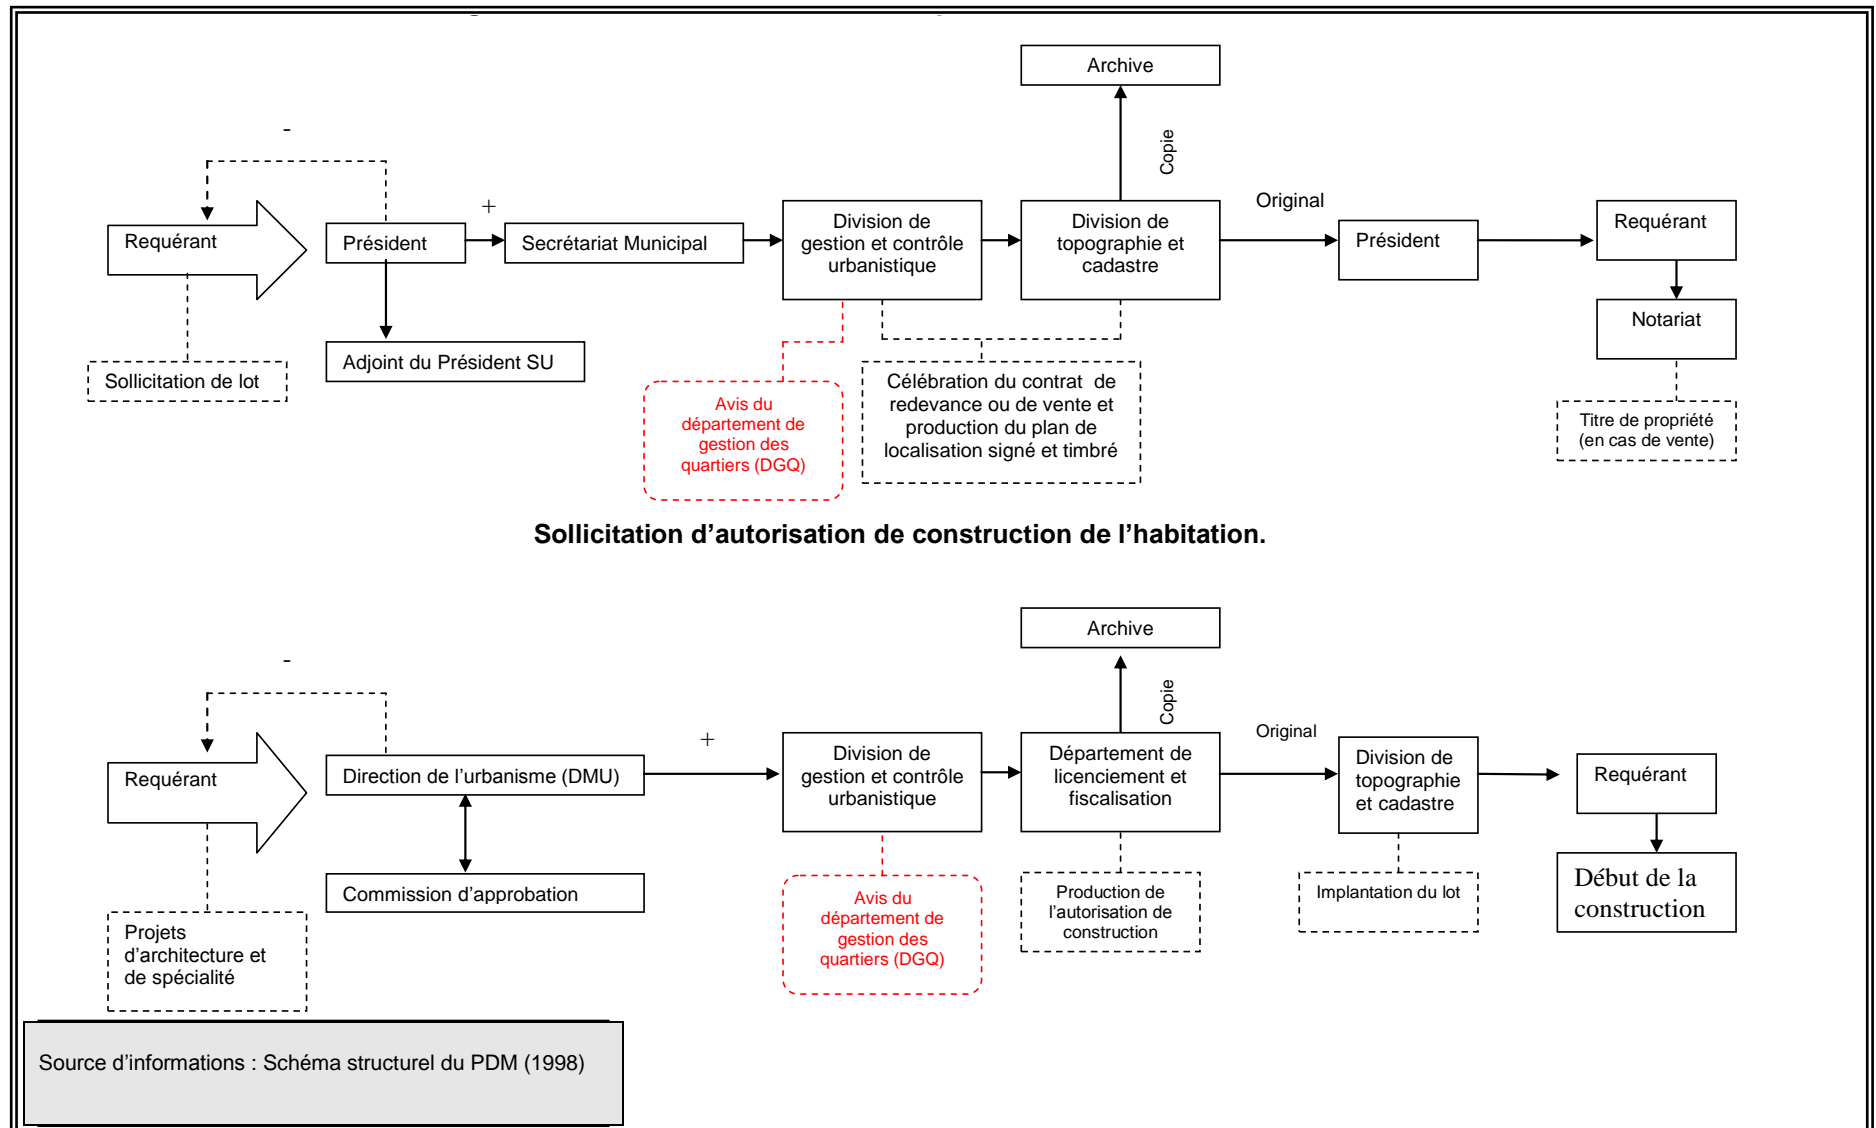 Archive
-
Copie
+
Original
Requérant
Président
Secrétariat Municipal
Division de
gestion et contrôle
urbanistique
Division de
topographie et
cadastre
Président
Requérant
Notariat
Adjoint du Président SU
Sollicitation de lot
Avis du
département de
gestion des
quartiers (DGQ)
Célébration du contrat de
redevance ou de vente et
production du plan de
localisation signé et timbré
Titre de propriété
(en cas de vente)
Sollicitation d’autorisation de construction de l’habitation.
Archive
-
Copie
+
Original
Requérant
Direction de l’urbanisme (DMU)
Division de
gestion et contrôle
urbanistique
Département de
licenciement et
fiscalisation
Division de
topographie
et cadastre
Requérant
Commission d’approbation
Début de la
construction
Projets
d’architecture et
de spécialité
Avis du
département de
gestion des
quartiers (DGQ)
Production de
l’autorisation de
construction
Implantation du lot
Source d’informations : Schéma structurel du PDM (1998)